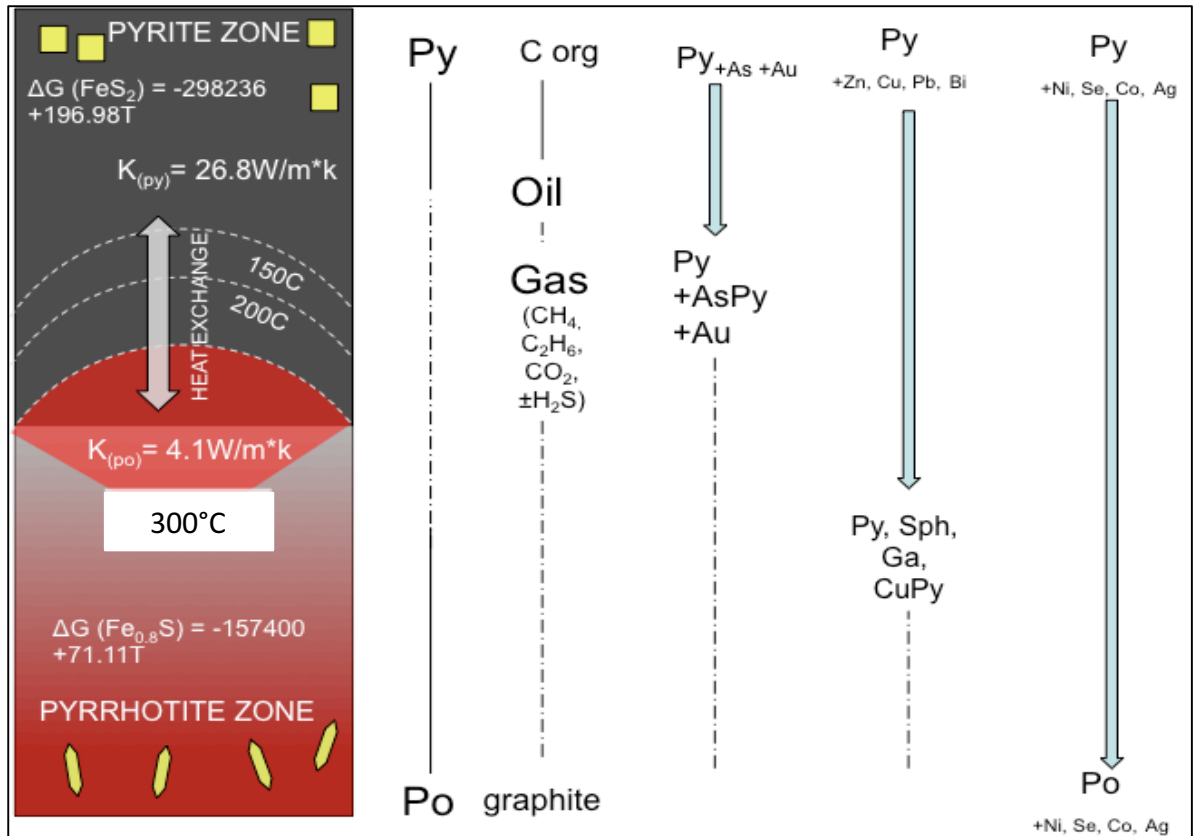 PYRITE ZONE
ΔG (FeS₂) = -298236
+196.98T
K₍py₎= 26.8W/m*k
HEAT EXCHANGE
150C
200C
K₍po₎= 4.1W/m*k
300°C
ΔG (Fe₀.₈S) = -157400
+71.11T
PYRRHOTITE ZONE
Py
Po
C org
Oil
Gas
(CH₄,
C₂H₆,
CO₂,
±H₂S)
graphite
Py+As +Au
Py
+AsPy
+Au
Py
+Zn, Cu, Pb, Bi
Py, Sph,
Ga,
CuPy
Py
+Ni, Se, Co, Ag
Po
+Ni, Se, Co, Ag